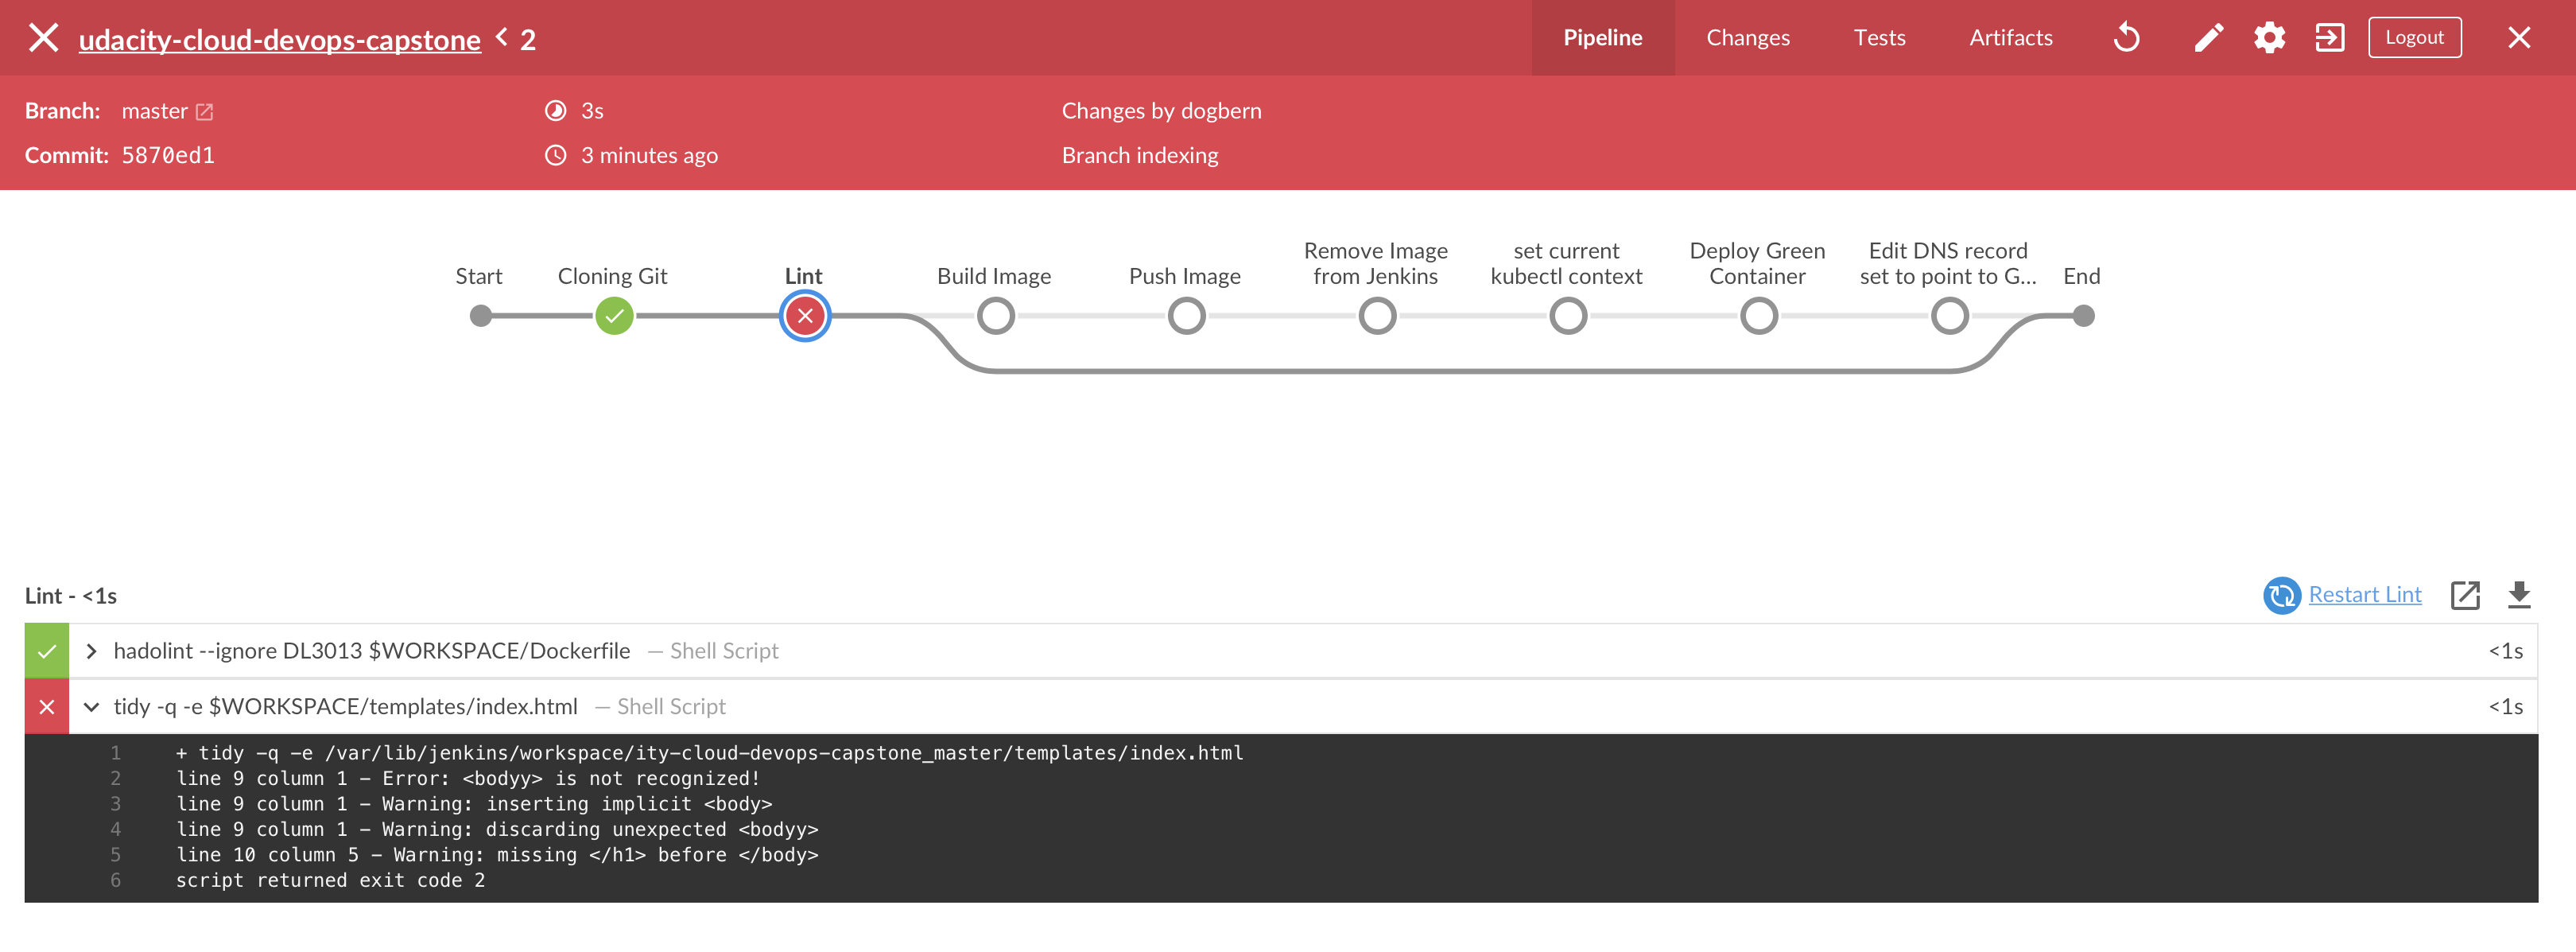 udacity-cloud-devops-capstone < 2
Pipeline Changes Tests Artifacts Logout
Branch: master 3s Changes by dogbern
Commit: 5870ed1 3 minutes ago Branch indexing
Start Cloning Git Lint Build Image Push Image Remove Image from Jenkins set current kubectl context Deploy Green Container Edit DNS record set to point to G... End
Lint - <1s Restart Lint
hadolint --ignore DL3013 $WORKSPACE/Dockerfile — Shell Script <1s
tidy -q -e $WORKSPACE/templates/index.html — Shell Script <1s
1 + tidy -q -e /var/lib/jenkins/workspace/ity-cloud-devops-capstone_master/templates/index.html
2 line 9 column 1 - Error: <bodyy> is not recognized!
3 line 9 column 1 - Warning: inserting implicit <body>
4 line 9 column 1 - Warning: discarding unexpected <bodyy>
5 line 10 column 5 - Warning: missing </h1> before </body>
6 script returned exit code 2